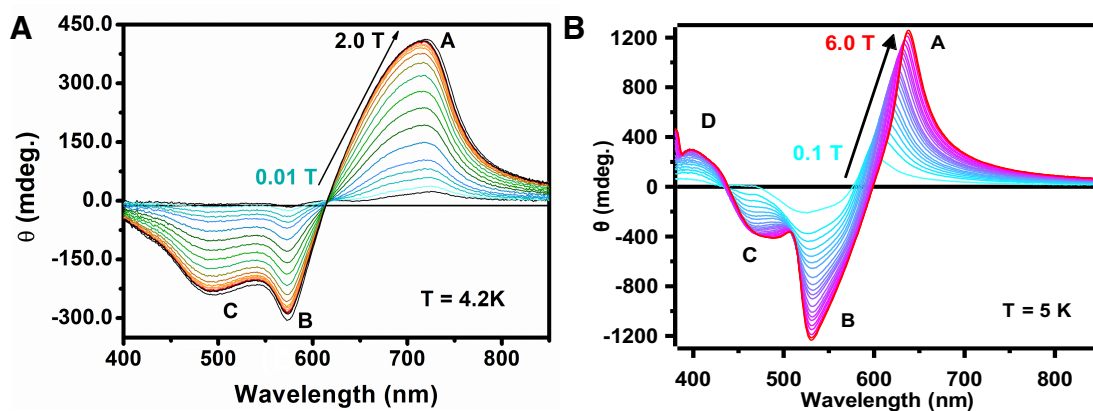 A
450.0
300.0
150.0
0.0
-150.0
-300.0
θ (mdeg.)
2.0 T
A
0.01 T
C
B
T = 4.2K
400
500
600
700
800
Wavelength (nm)
B
1200
800
400
0
-400
-800
-1200
θ (mdeg.)
6.0 T
A
D
0.1 T
C
B
T = 5 K
400
500
600
700
800
Wavelength (nm)